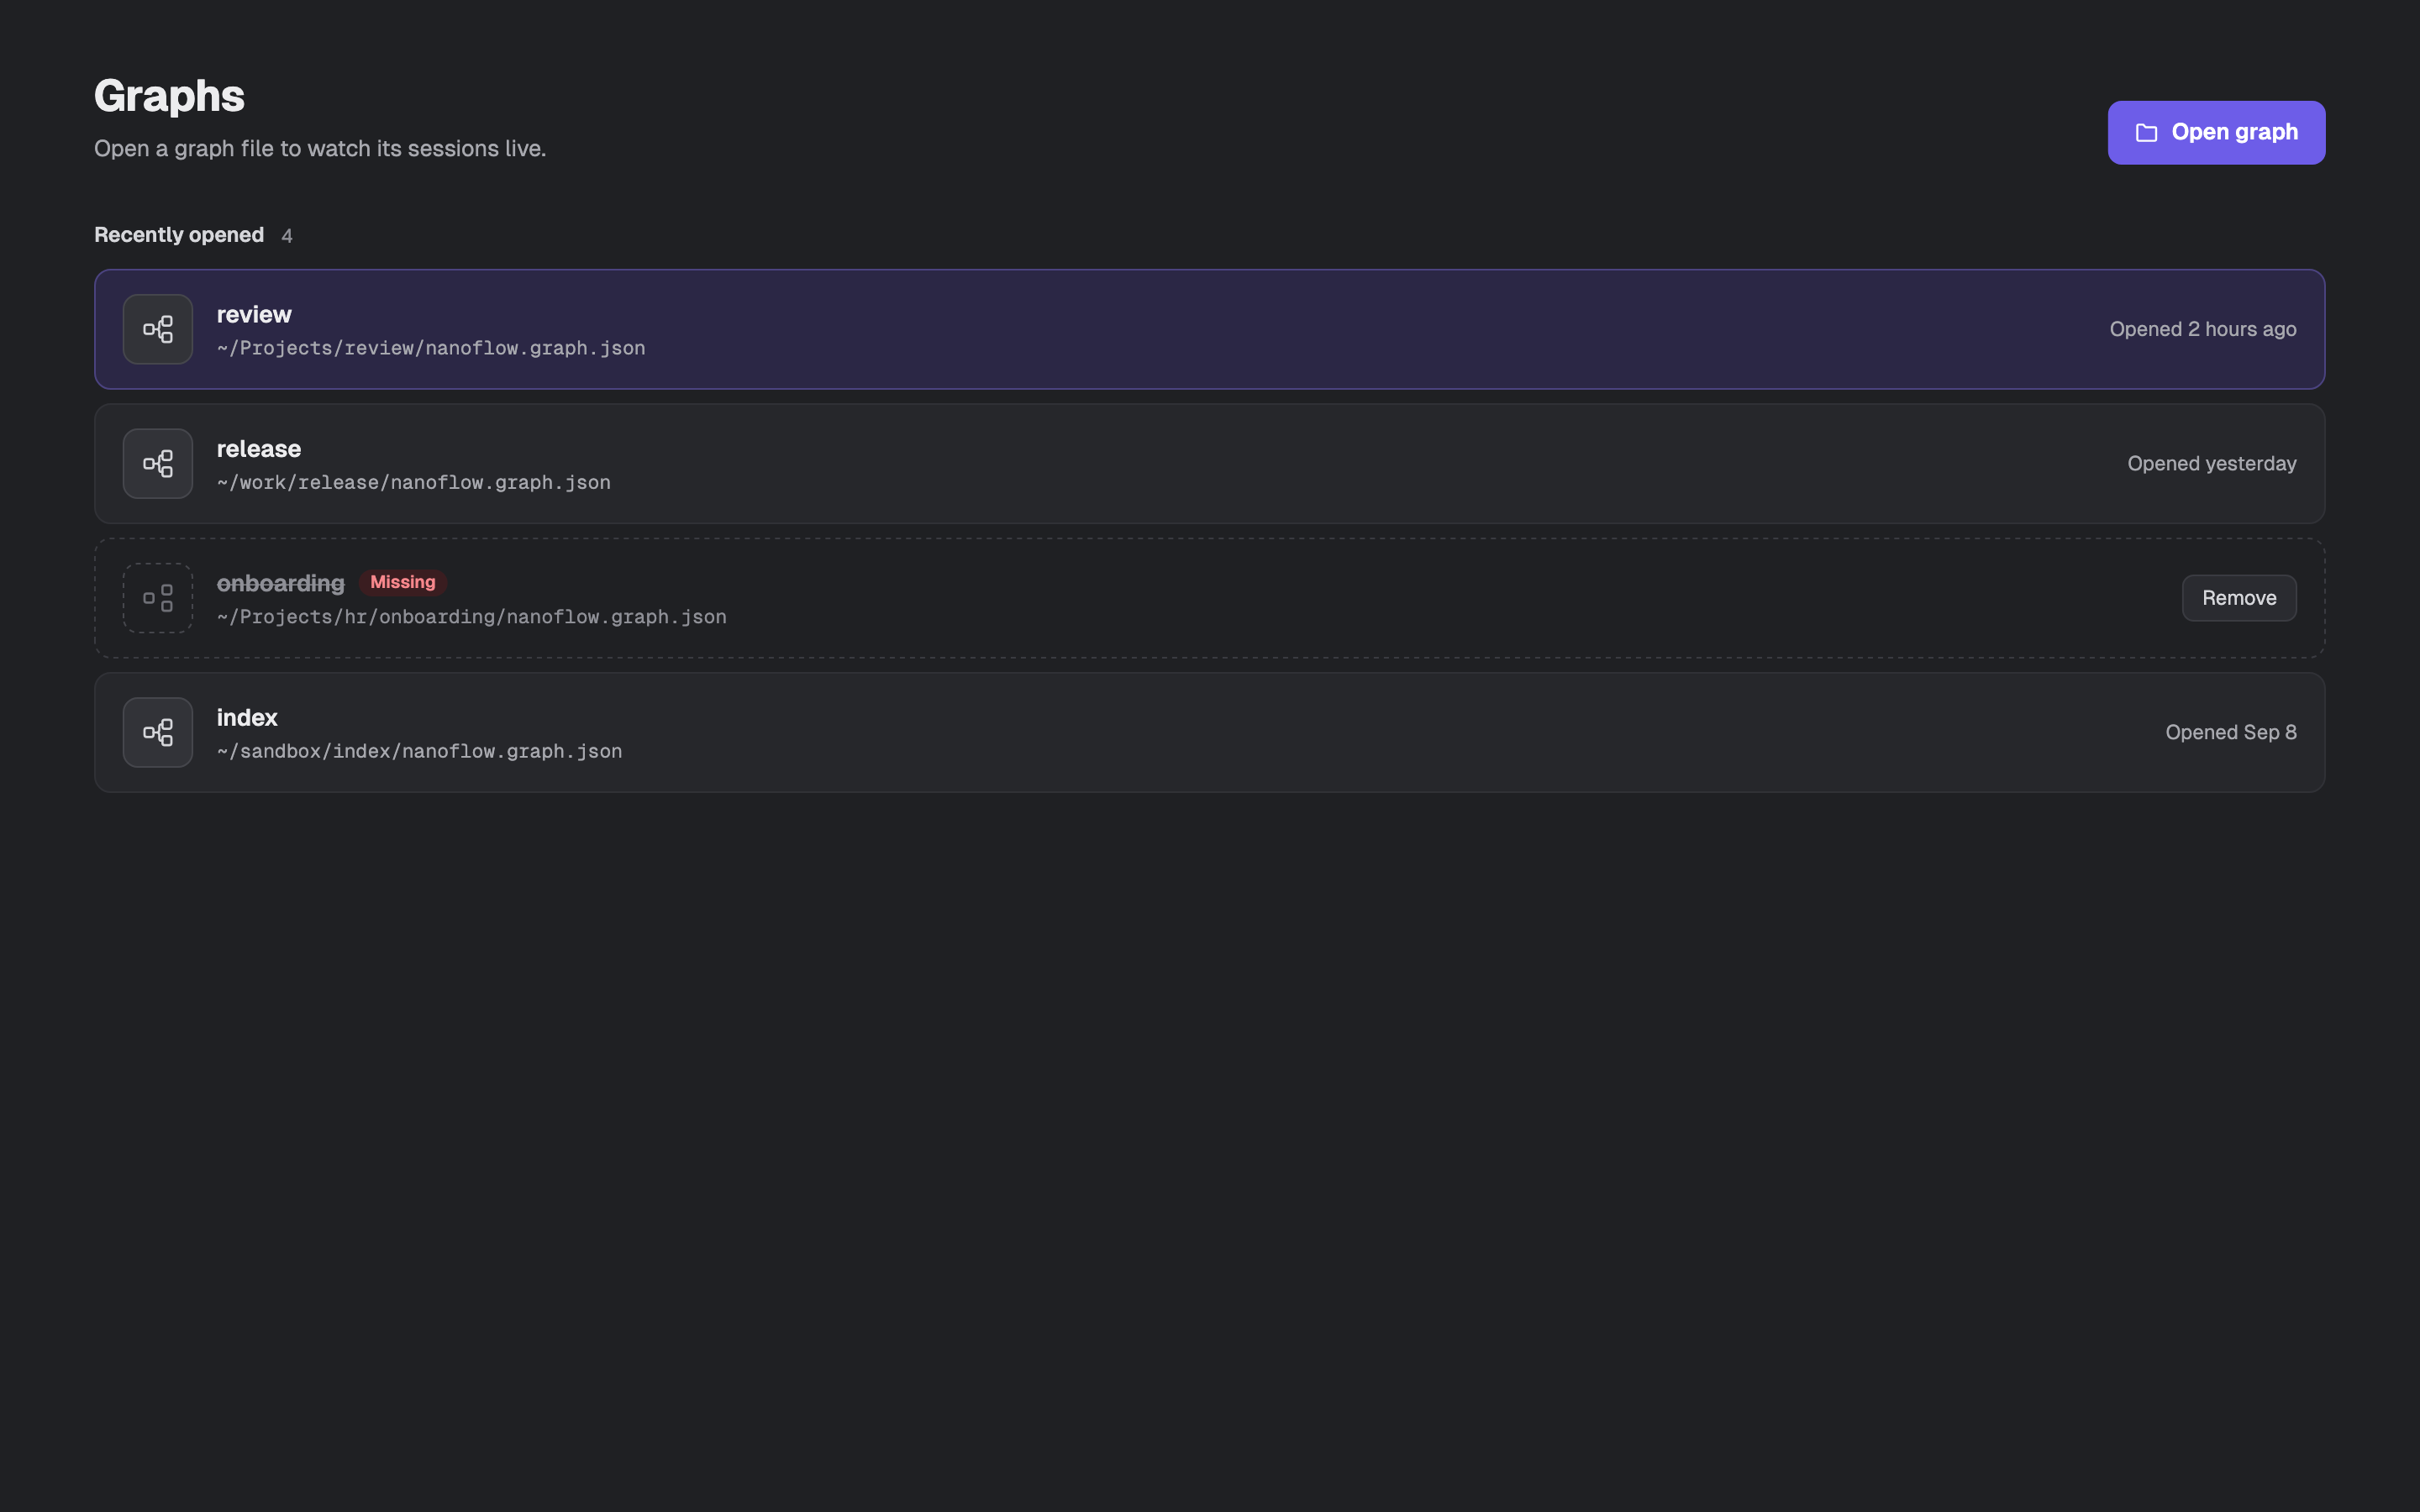 Graphs
Open a graph file to watch its sessions live.
Open graph
Recently opened 4
review
~/Projects/review/nanoflow.graph.json
Opened 2 hours ago
release
~/work/release/nanoflow.graph.json
Opened yesterday
onboarding Missing
~/Projects/hr/onboarding/nanoflow.graph.json
Remove
index
~/sandbox/index/nanoflow.graph.json
Opened Sep 8